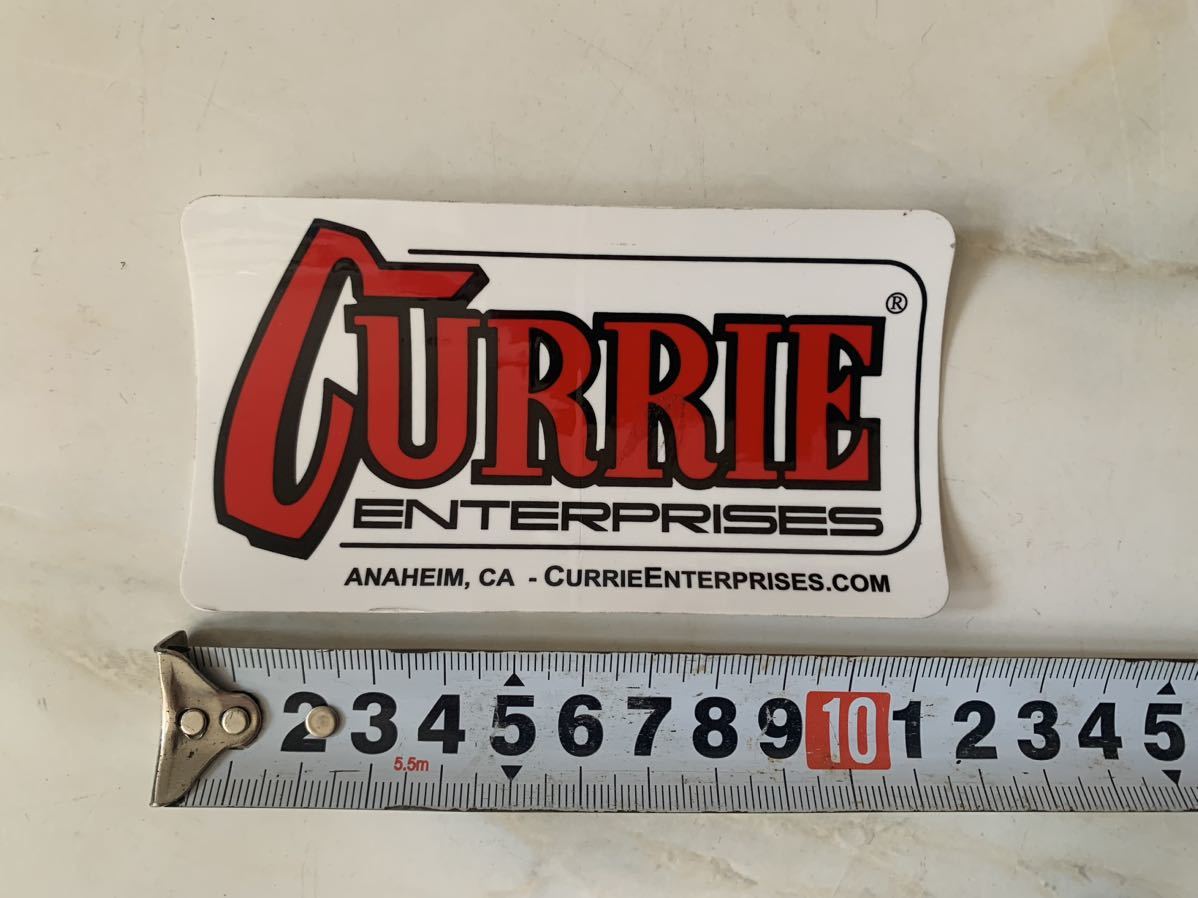 CURRIE®
ENTERPRISES
ANAHEIM, CA - CURRIEENTERPRISES.COM
2 3 4 5 6 7 8 9 10 1 2 3 4 5
5.5m